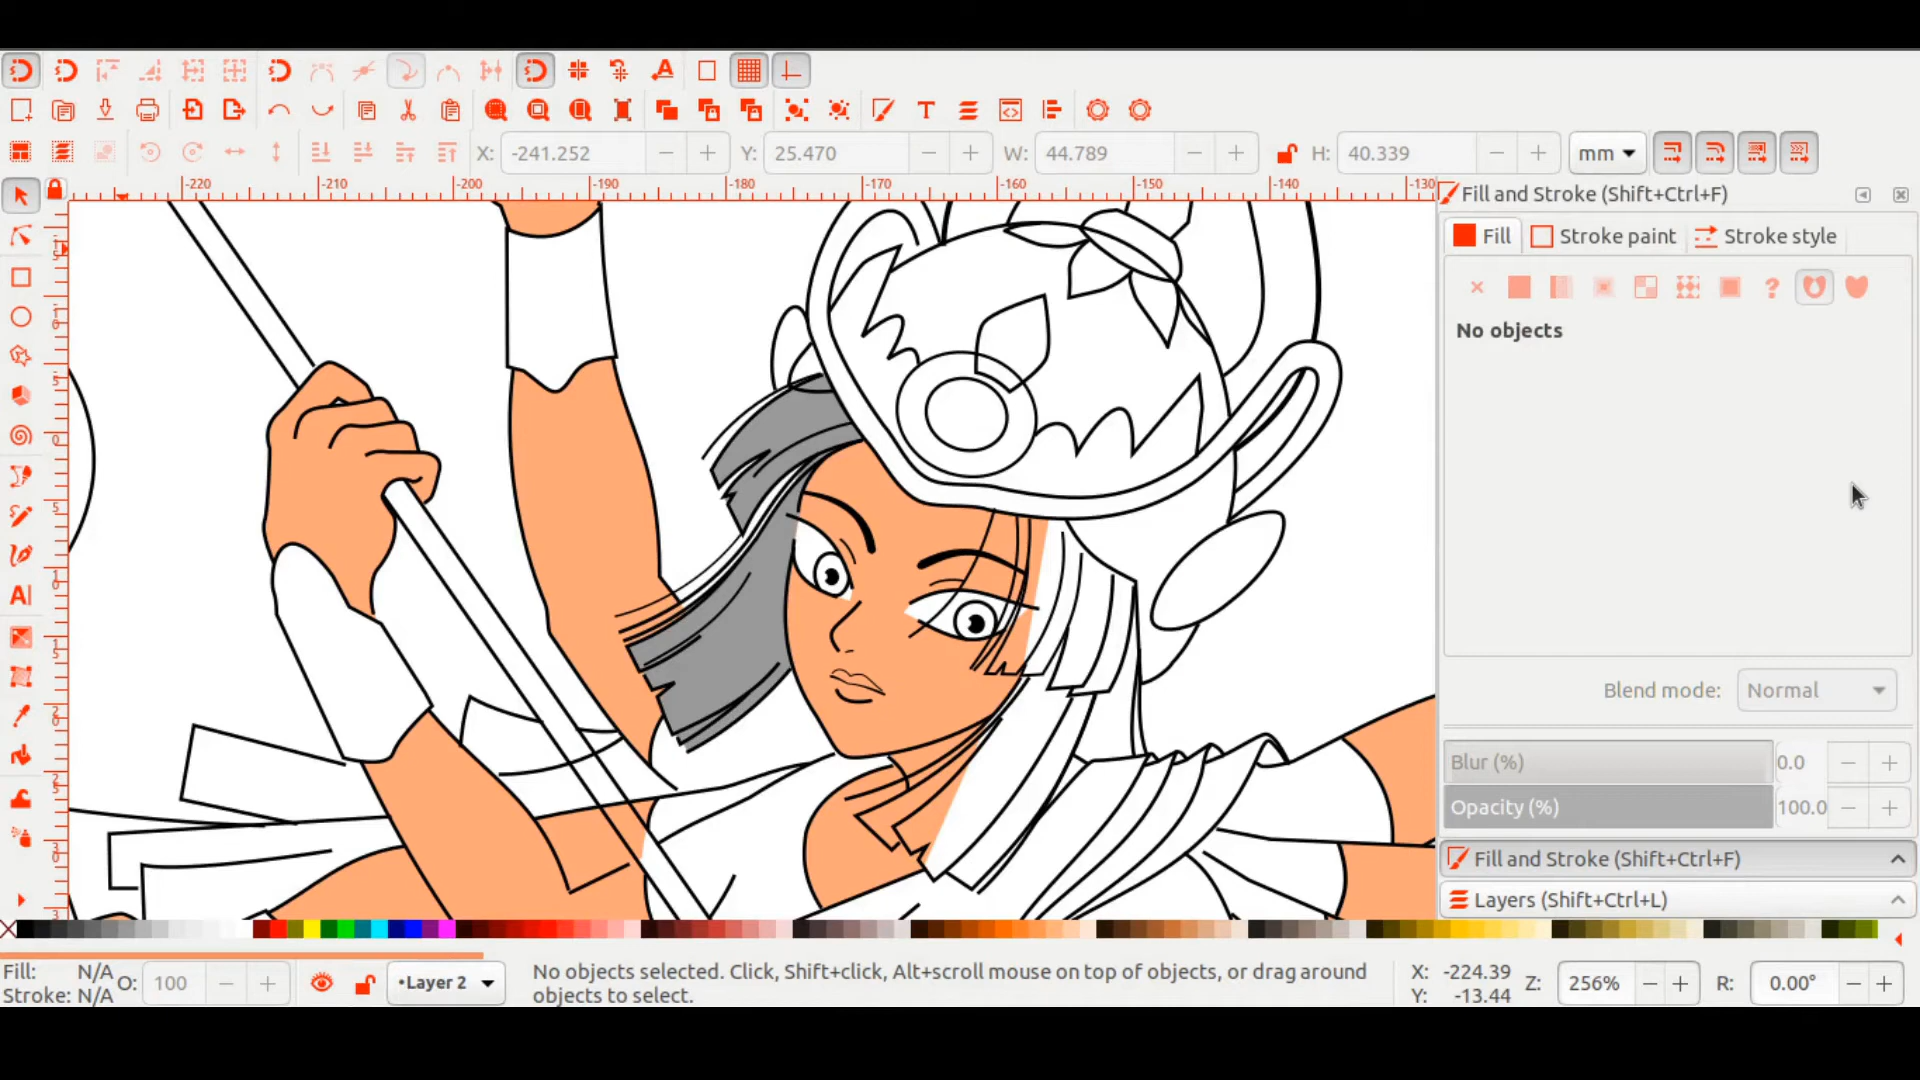 X: -241.252 Y: 25.470 W: 44.789 H: 40.339 mm
-220 -210 -200 -190 -180 -170 -160 -150 -140 -130
Fill and Stroke (Shift+Ctrl+F)
Fill Stroke paint Stroke style
No objects
Blend mode: Normal
Blur (%) 0.0
Opacity (%) 100.0
Fill and Stroke (Shift+Ctrl+F)
Layers (Shift+Ctrl+L)
Fill: N/A
Stroke: N/A
O: 100
•Layer 2
No objects selected. Click, Shift+click, Alt+scroll mouse on top of objects, or drag around
objects to select.
X: -224.39
Y: -13.44
Z: 256%
R: 0.00°